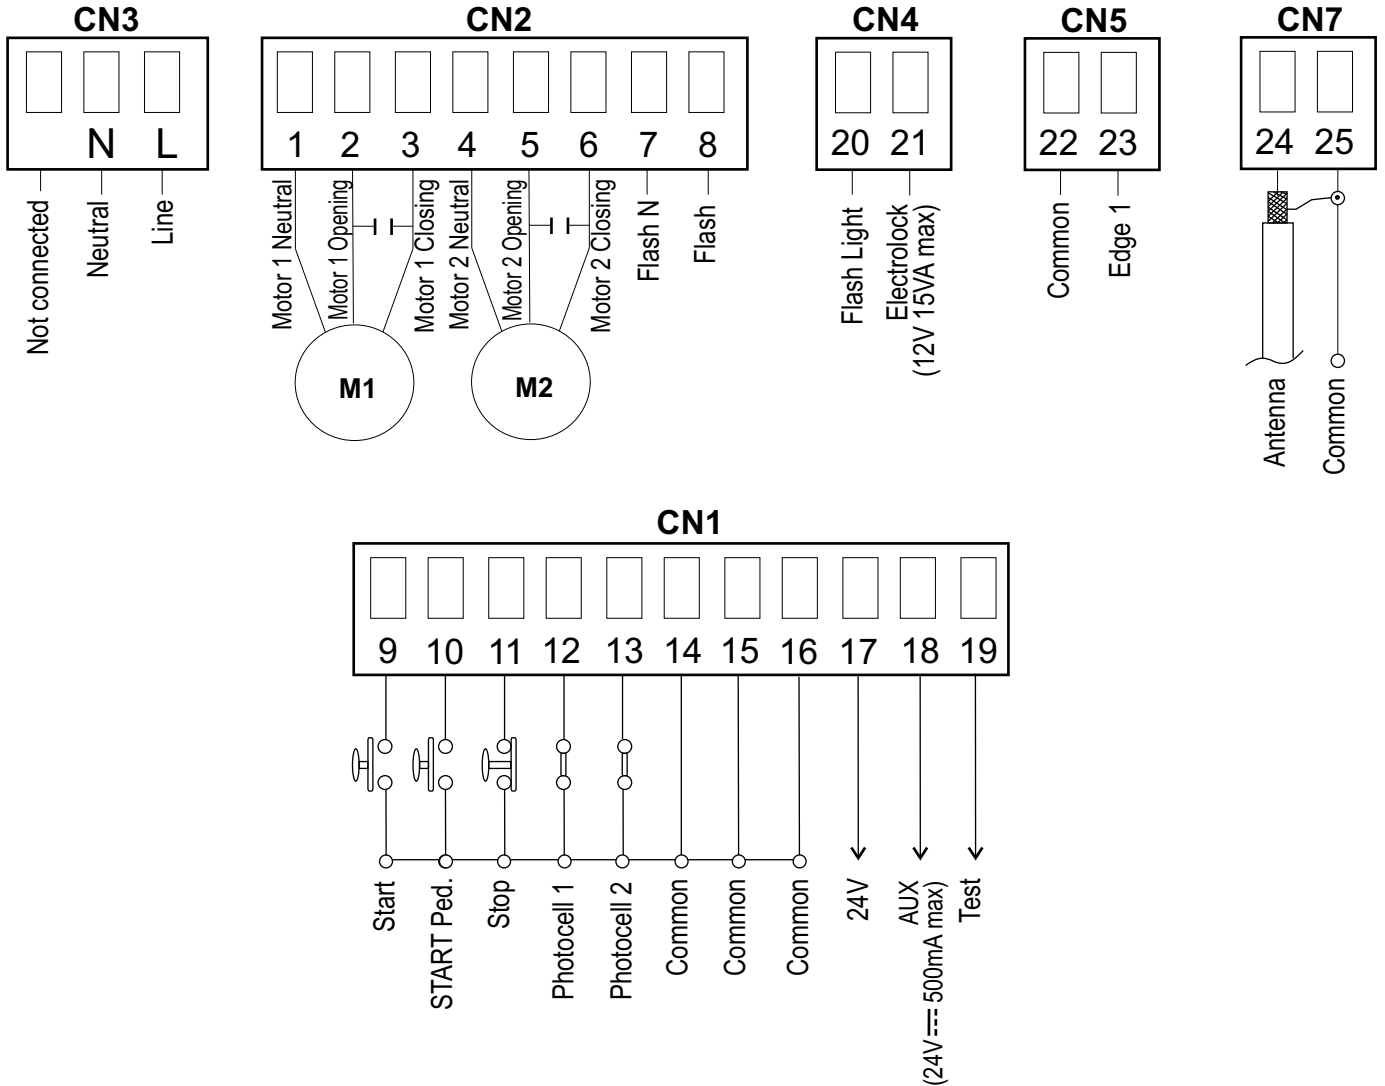 CN3
CN2
CN4
CN5
CN7
N L
1 2 3 4 5 6 7 8
20 21
22 23
24 25
Not connected
Neutral
Line
Motor 1 Neutral
Motor 1 Opening
Motor 1 Closing
Motor 2 Neutral
Motor 2 Opening
Motor 2 Closing
Flash N
Flash
Flash Light
Electrolock
(12V 15VA max)
Common
Edge 1
Antenna
Common
M1
M2
CN1
9 10 11 12 13 14 15 16 17 18 19
Start
START Ped.
Stop
Photocell 1
Photocell 2
Common
Common
Common
24V
AUX
(24V⎓500mA max)
Test